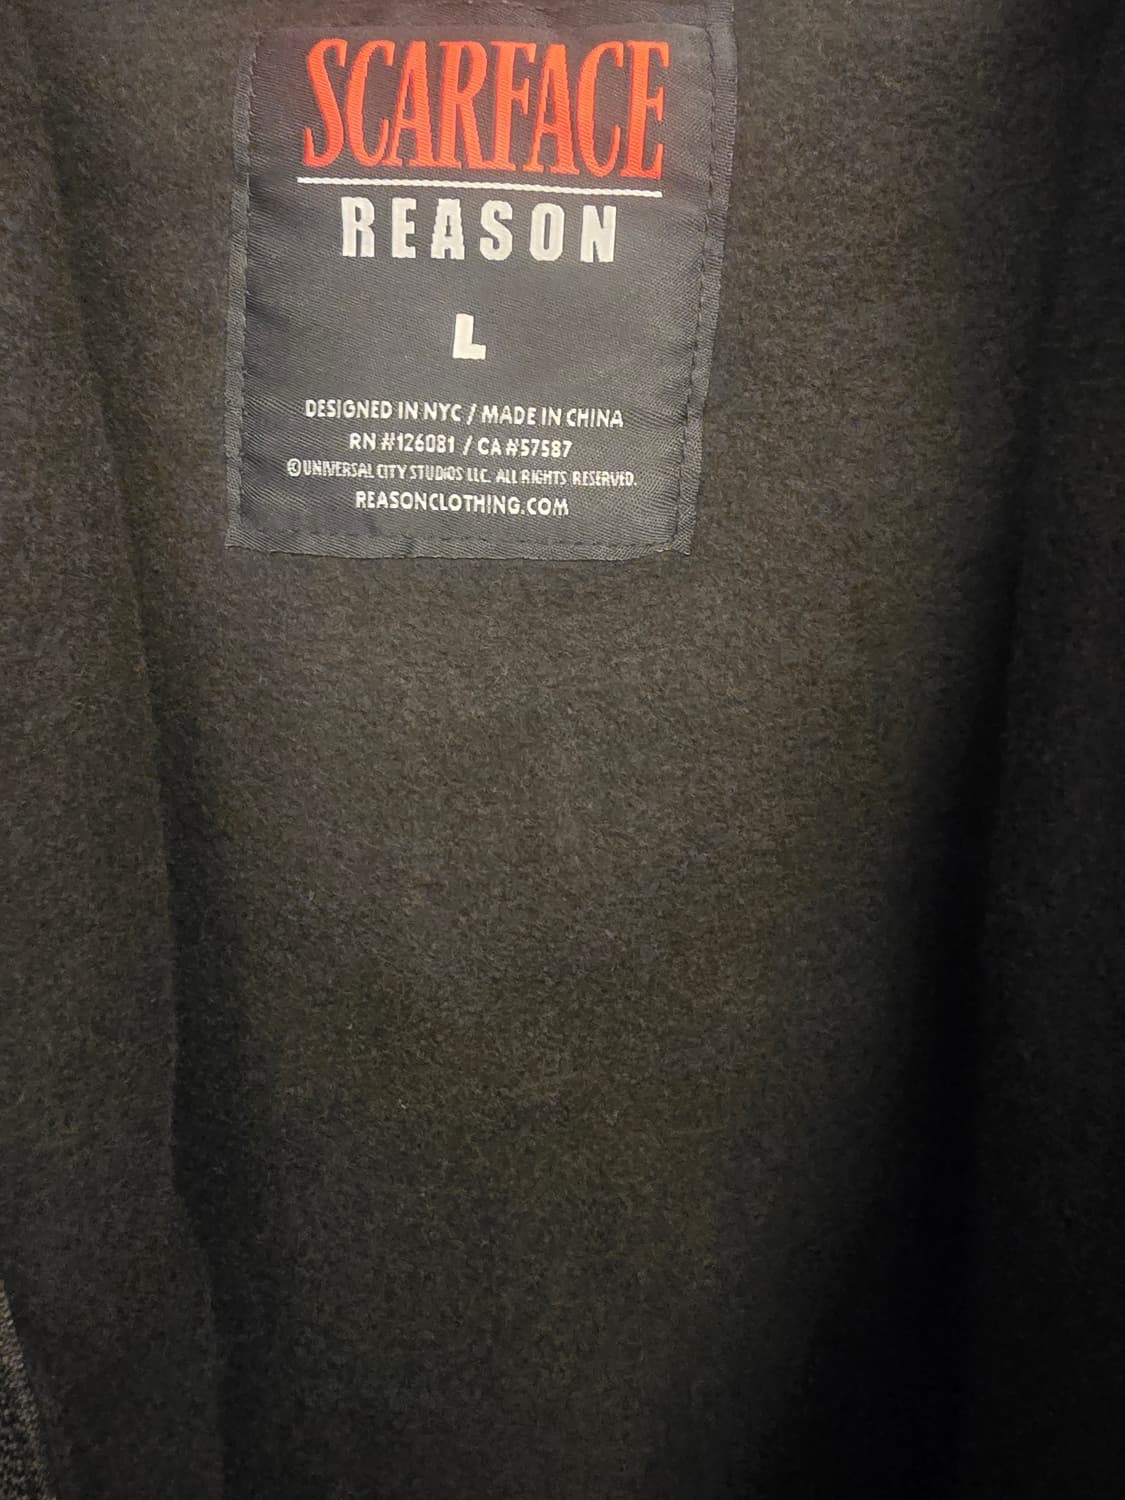 SCARFACE
REASON
L
DESIGNED IN NYC / MADE IN CHINA
RN #126081 / CA#57587
©UNIVERSAL CITY STUDIOS LLC. ALL RIGHTS RESERVED.
REASONCLOTHING.COM